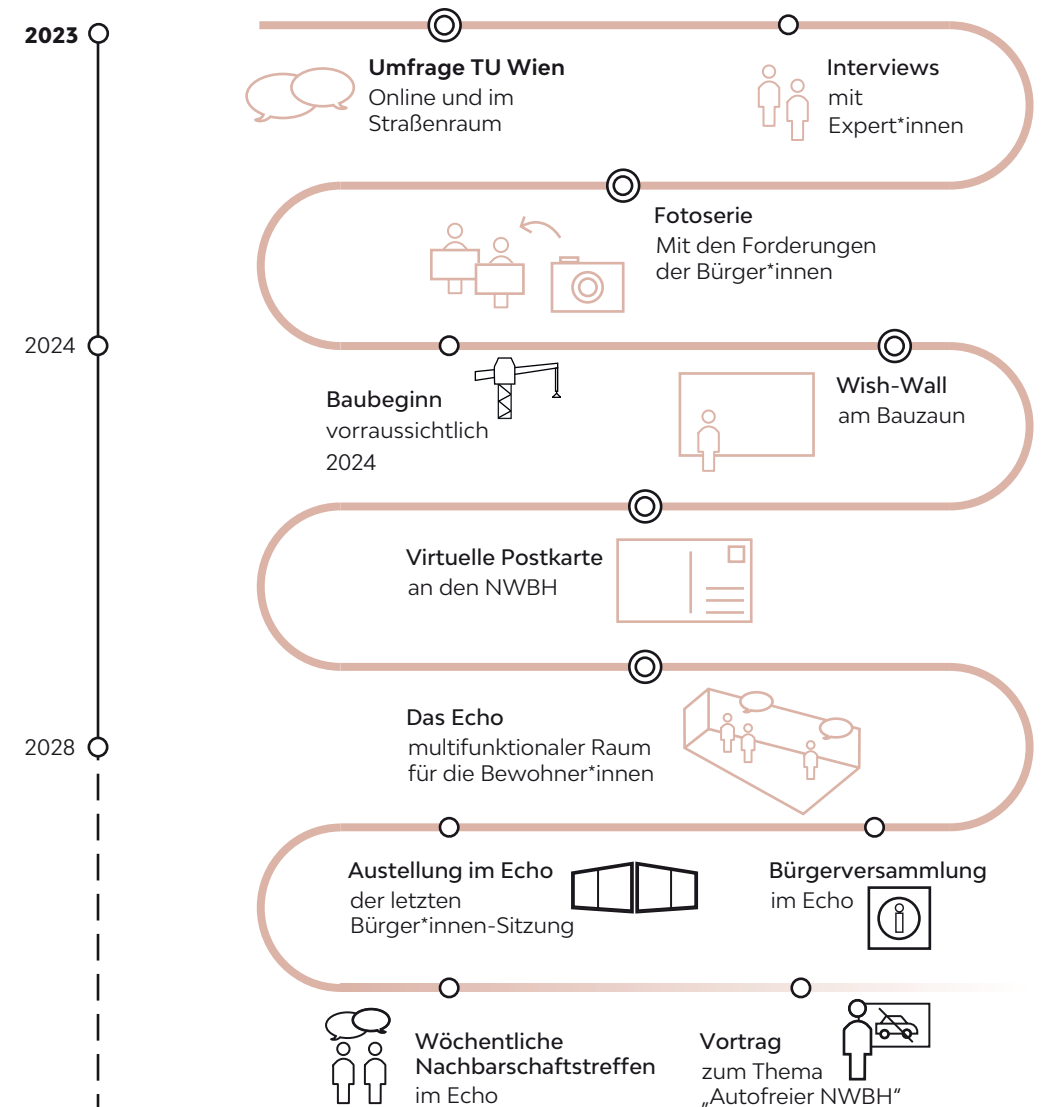 2023
Umfrage TU Wien
Online und im
Straßenraum
Interviews
mit
Expert*innen
Fotoserie
Mit den Forderungen
der Bürger*innen
2024
Baubeginn
vorraussichtlich
2024
Wish-Wall
am Bauzaun
Virtuelle Postkarte
an den NWBH
2028
Das Echo
multifunktionaler Raum
für die Bewohner*innen
Austellung im Echo
der letzten
Bürger*innen-Sitzung
Bürgerversammlung
im Echo
Wöchentliche
Nachbarschaftstreffen
im Echo
Vortrag
zum Thema
„Autofreier NWBH“